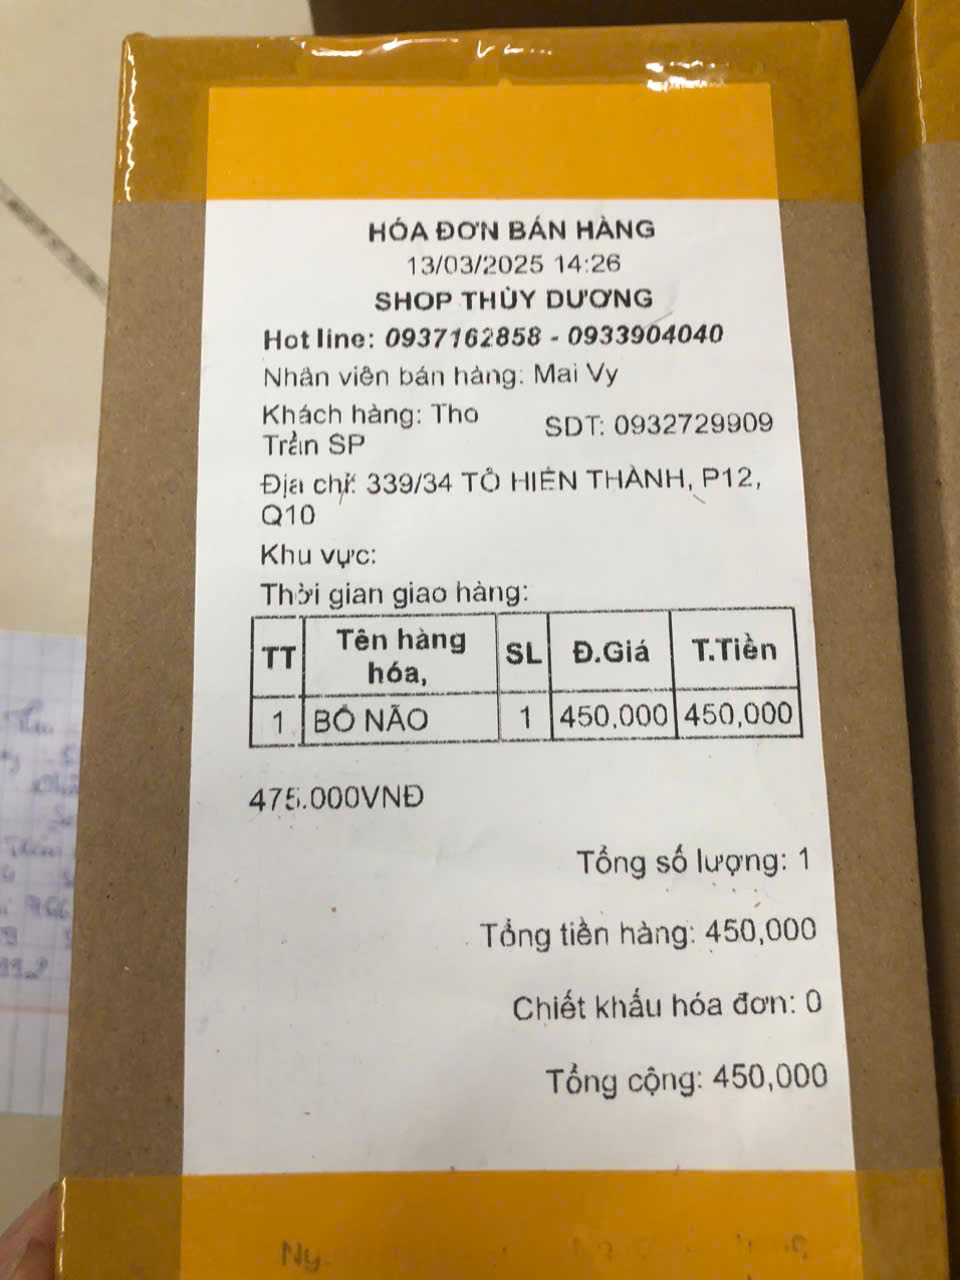 HÓA ĐƠN BÁN HÀNG
13/03/2025 14:26
SHOP THÙY DƯƠNG
Hot line: 0937162858 - 0933904040
Nhân viên bán hàng: Mai Vy
Khách hàng: Tho Trần SP
SDT: 0932729909
Địa chỉ: 339/34 TÔ HIẾN THÀNH, P12,
Q10
Khu vực:
Thời gian giao hàng:
TT Tên hàng hóa, SL Đ.Giá T.Tiền
1 BỔ NÃO 1 450,000 450,000
475.000VNĐ
Tổng số lượng: 1
Tổng tiền hàng: 450,000
Chiết khấu hóa đơn: 0
Tổng cộng: 450,000